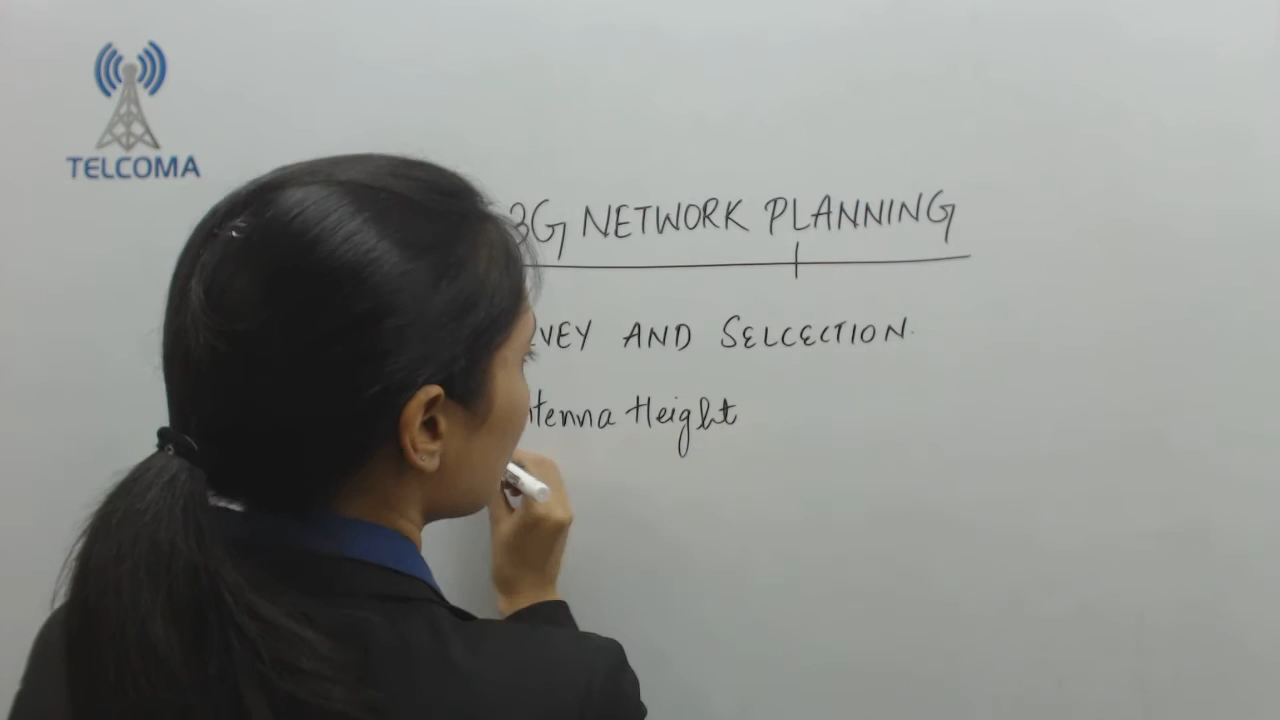 TELCOMA
3G NETWORK PLANNING
VEY AND SELCECTION.
tenna Height